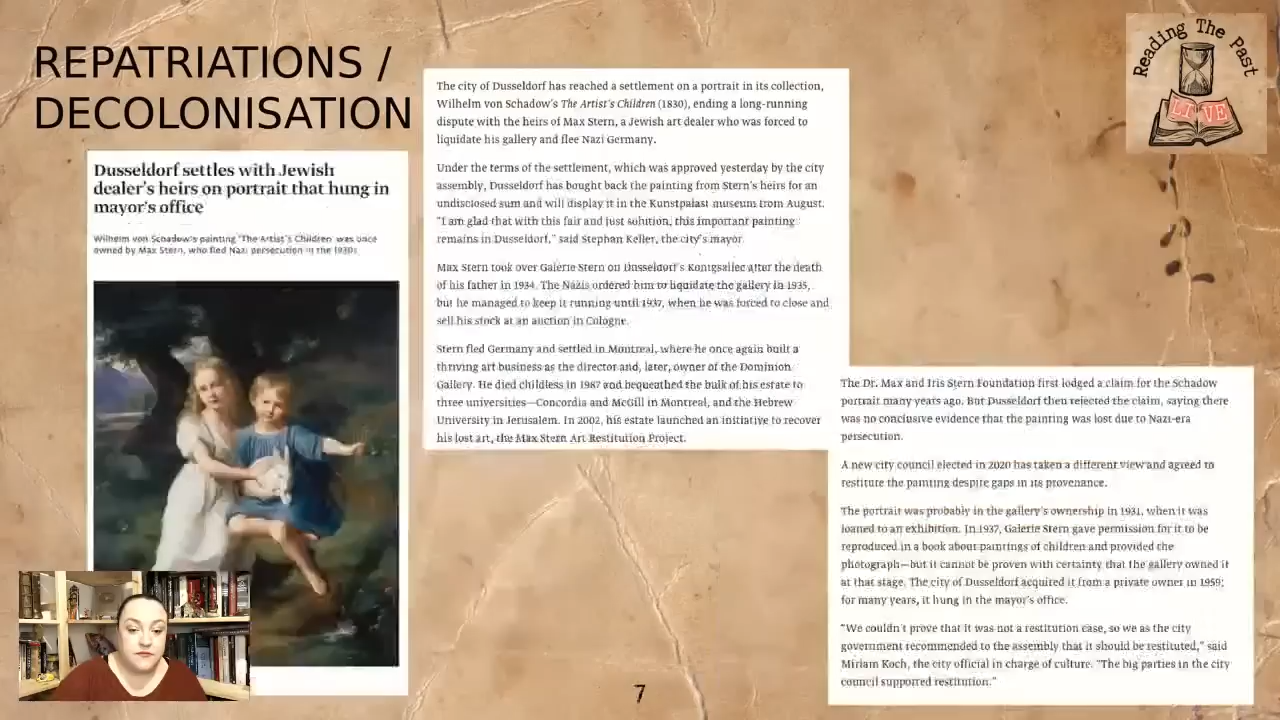 REPATRIATIONS /
DECOLONISATION
Reading The Past
LIVE
Dusseldorf settles with Jewish
dealer's heirs on portrait that hung in
mayor's office
Wilhelm von Schadow's painting 'The Artist's Children' was once
owned by Max Stern, who fled Nazi persecution in the 1930s
The city of Dusseldorf has reached a settlement on a portrait in its collection,
Wilhelm von Schadow's The Artist's Children (1830), ending a long-running
dispute with the heirs of Max Stern, a Jewish art dealer who was forced to
liquidate his gallery and flee Nazi Germany.
Under the terms of the settlement, which was approved yesterday by the city
assembly, Dusseldorf has bought back the painting from Stern's heirs for an
undisclosed sum and will display it in the Kunstpalast museum from August.
"I am glad that with this fair and just solution, this important painting
remains in Dusseldorf," said Stephan Keller, the city's mayor.
Max Stern took over Galerie Stern on Dusseldorf's Konigsallee after the death
of his father in 1934. The Nazis ordered him to liquidate the gallery in 1935,
but he managed to keep it running until 1937, when he was forced to close and
sell his stock at an auction in Cologne.
Stern fled Germany and settled in Montreal, where he once again built a
thriving art business as the director and, later, owner of the Dominion
Gallery. He died childless in 1987 and bequeathed the bulk of his estate to
three universities—Concordia and McGill in Montreal, and the Hebrew
University in Jerusalem. In 2002, his estate launched an initiative to recover
his lost art, the Max Stern Art Restitution Project.
The Dr. Max and Iris Stern Foundation first lodged a claim for the Schadow
portrait many years ago. But Dusseldorf then rejected the claim, saying there
was no conclusive evidence that the painting was lost due to Nazi-era
persecution.
A new city council elected in 2020 has taken a different view and agreed to
restitute the painting despite gaps in its provenance.
The portrait was probably in the gallery's ownership in 1931, when it was
loaned to an exhibition. In 1937, Galerie Stern gave permission for it to be
reproduced in a book about paintings of children and provided the
photograph—but it cannot be proven with certainty that the gallery owned it
at that stage. The city of Dusseldorf acquired it from a private owner in 1959;
for many years, it hung in the mayor's office.
"We couldn't prove that it was not a restitution case, so we as the city
government recommended to the assembly that it should be restituted," said
Miriam Koch, the city official in charge of culture. "The big parties in the city
council supported restitution."
7